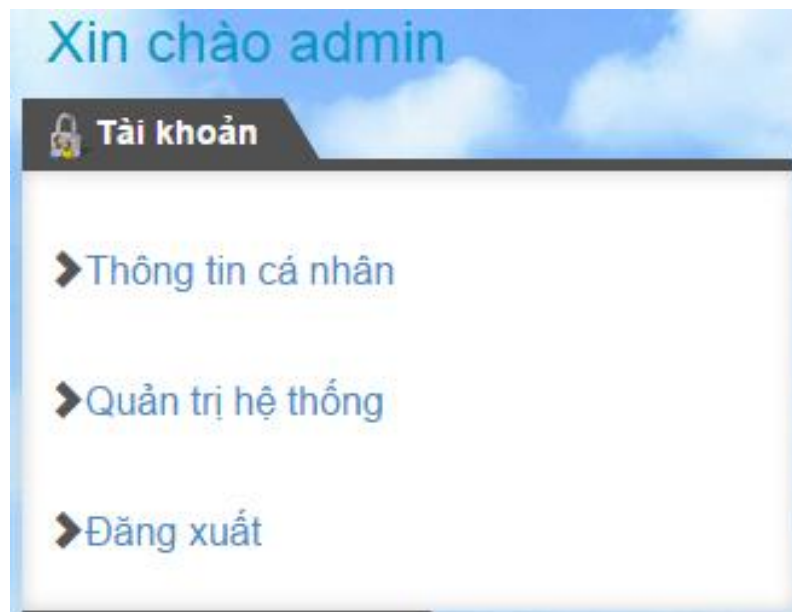 Xin chào admin
Tài khoản
Thông tin cá nhân
Quản trị hệ thống
Đăng xuất